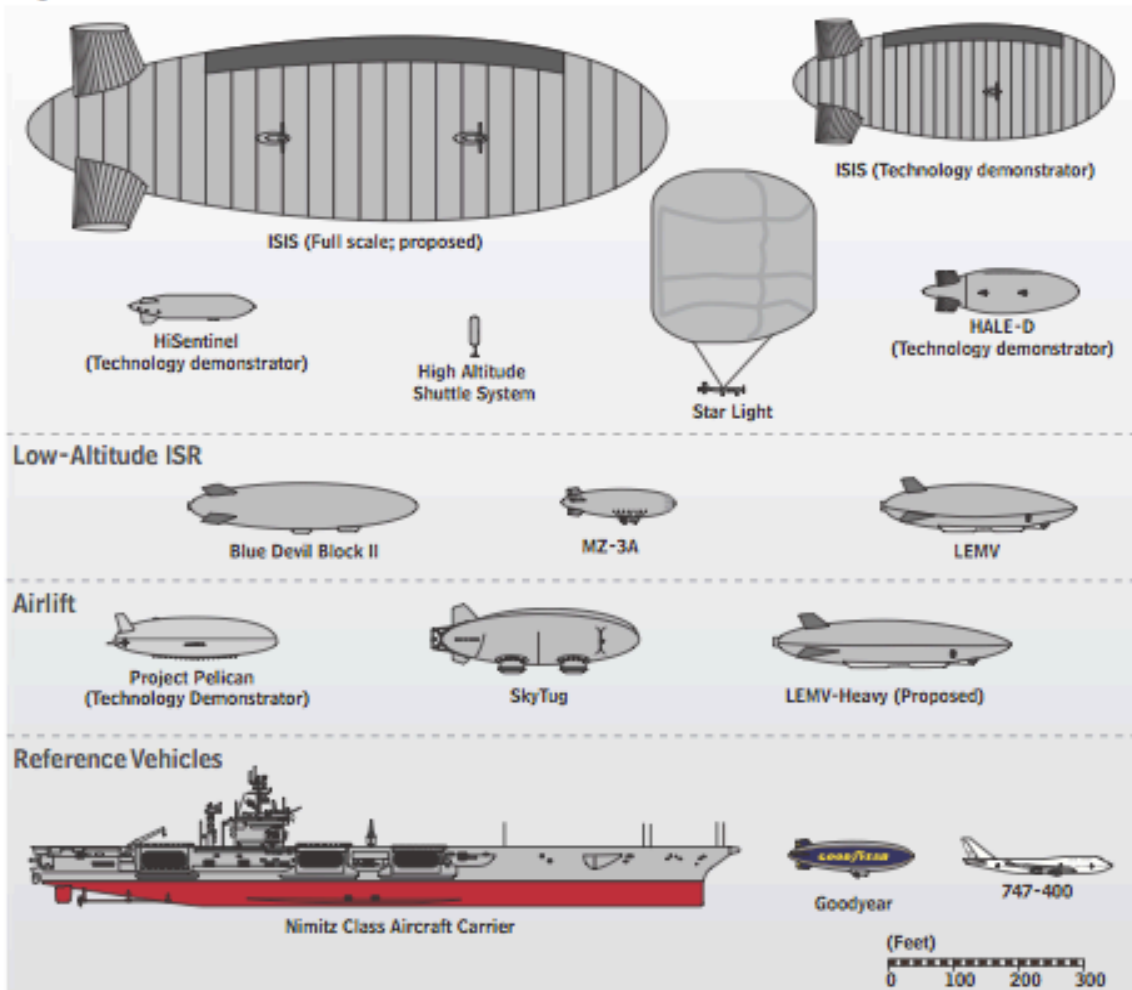 ISIS (Full scale; proposed)
ISIS (Technology demonstrator)
HiSentinel
(Technology demonstrator)
High Altitude
Shuttle System
Star Light
HALE-D
(Technology demonstrator)
Low-Altitude ISR
Blue Devil Block II
MZ-3A
LEMV
Airlift
Project Pelican
(Technology Demonstrator)
SkyTug
LEMV-Heavy (Proposed)
Reference Vehicles
Nimitz Class Aircraft Carrier
GOODYEAR
Goodyear
747-400
(Feet)
0 100 200 300